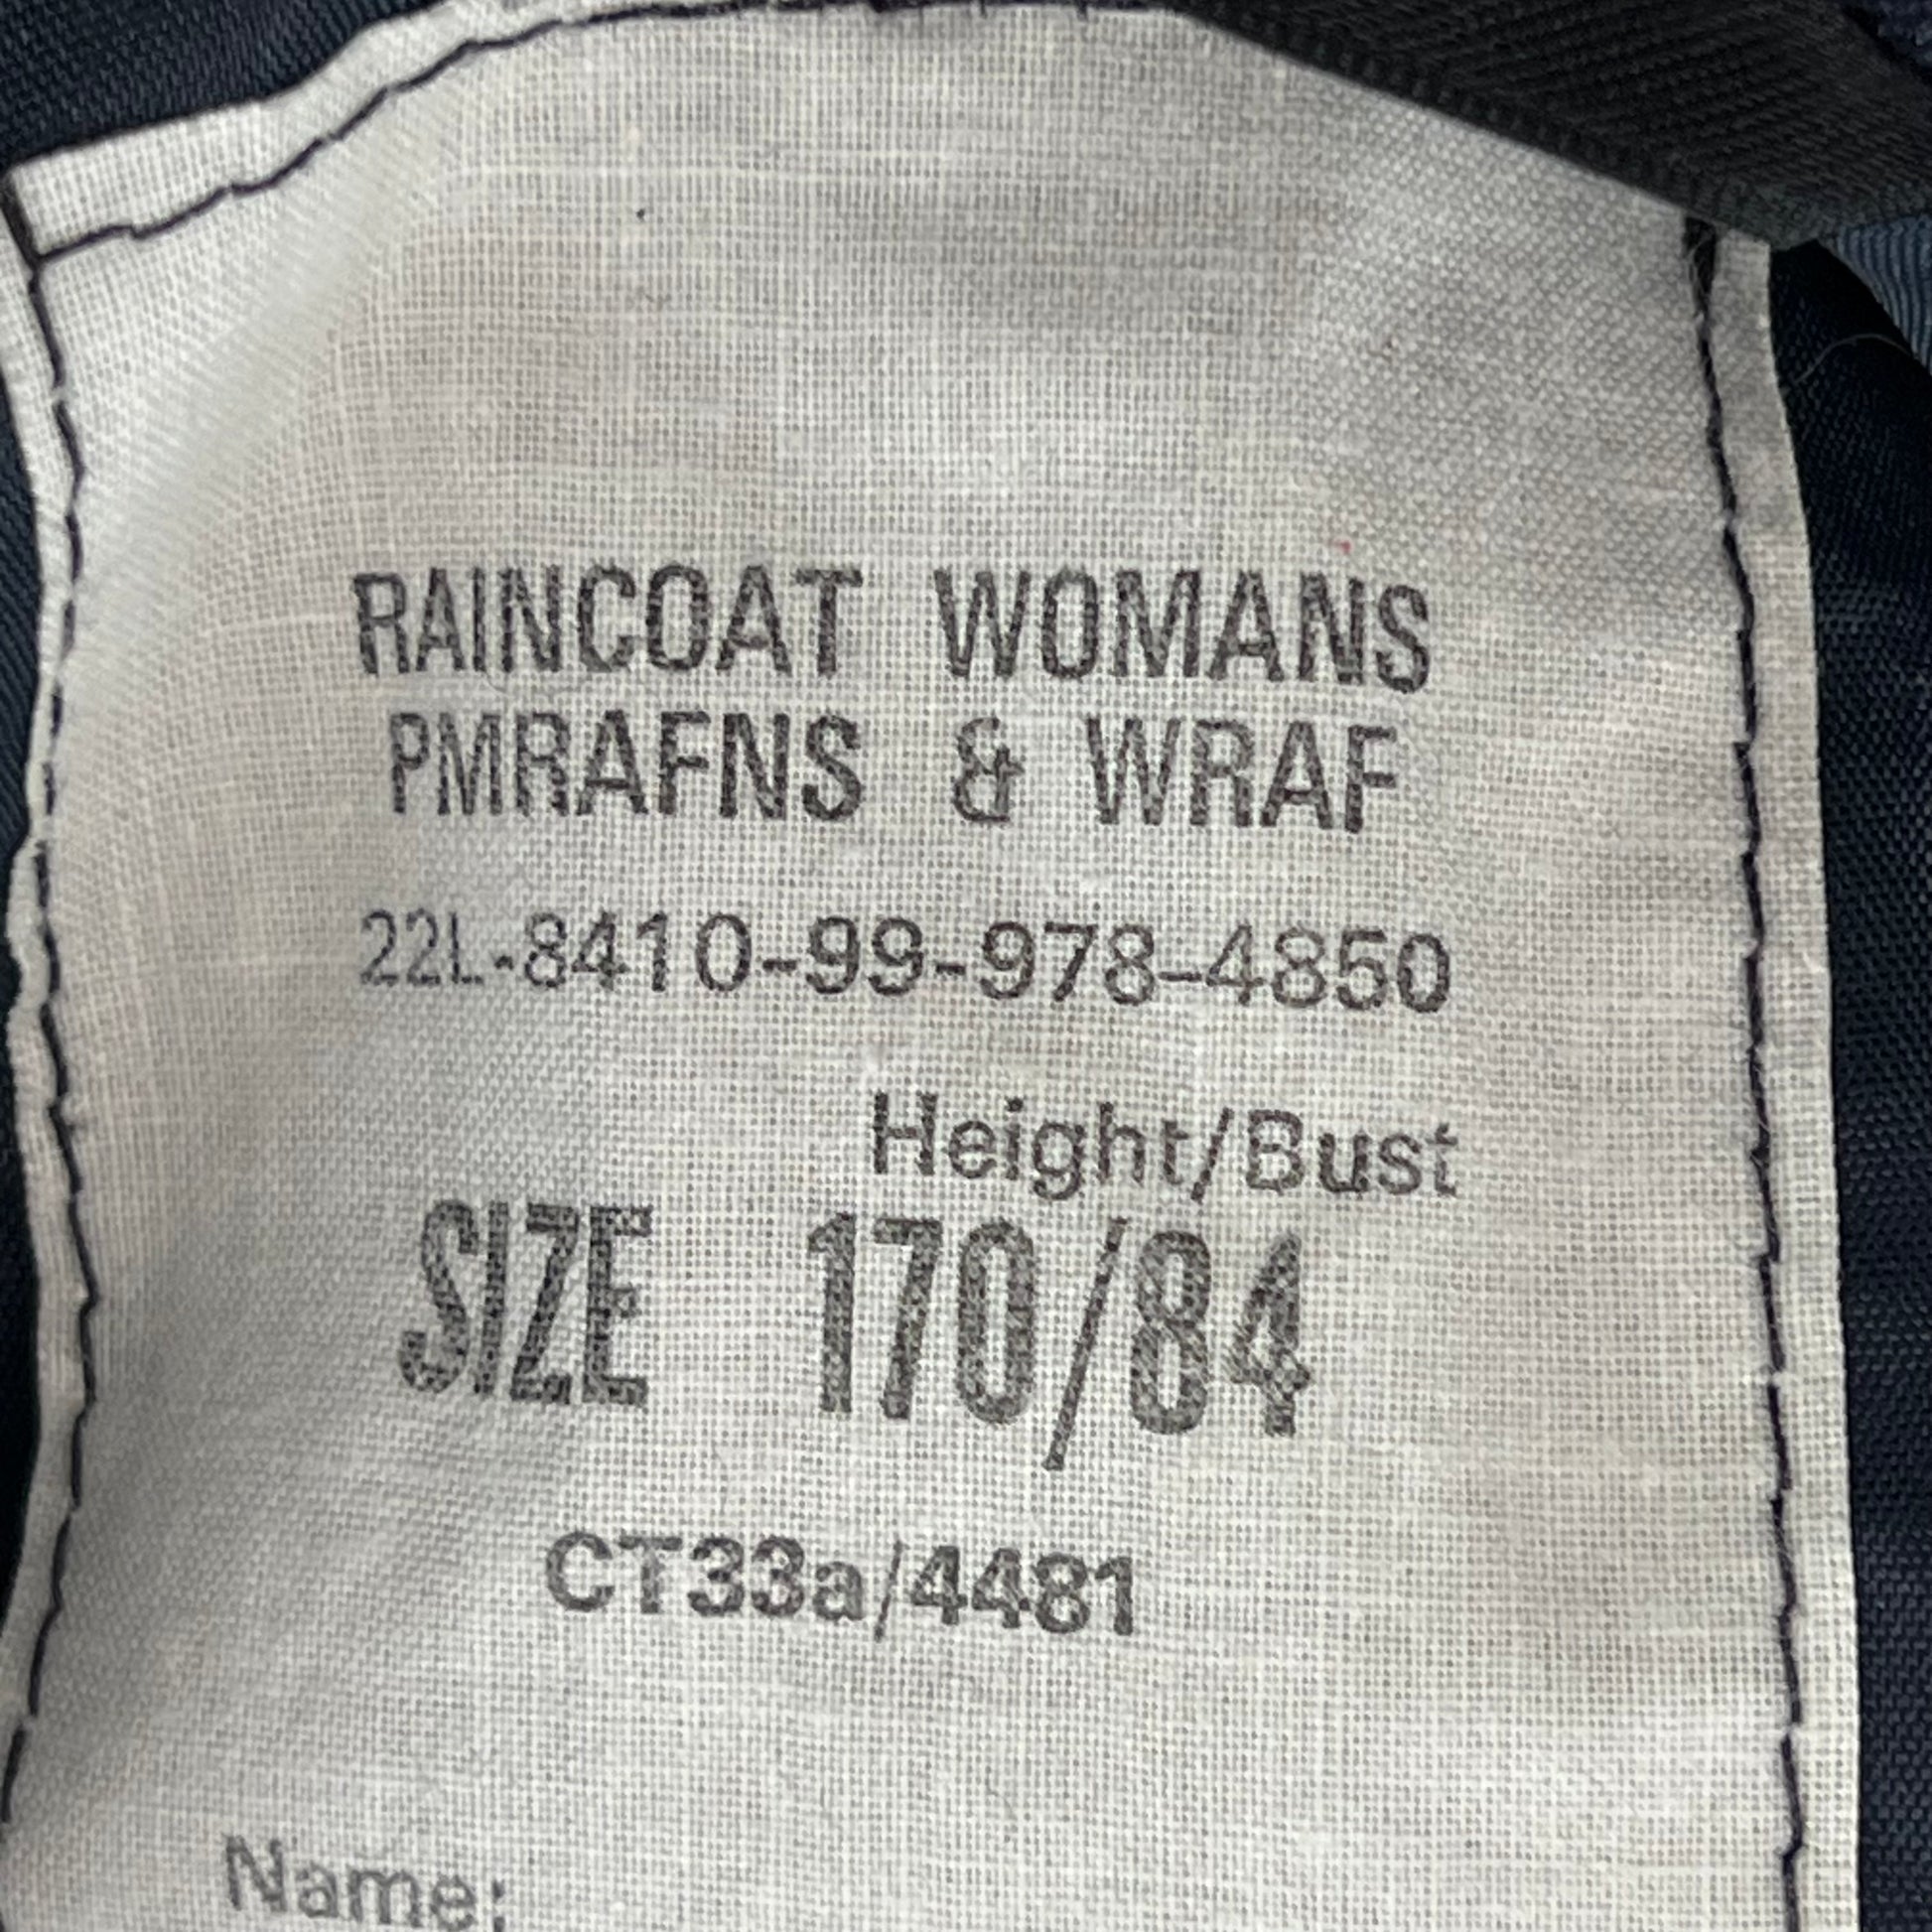 RAINCOAT WOMANS
PMRAFNS & WRAF
22L-8410-99-978-4850
Height/Bust
SIZE 170/84
CT33a/4481
Name: